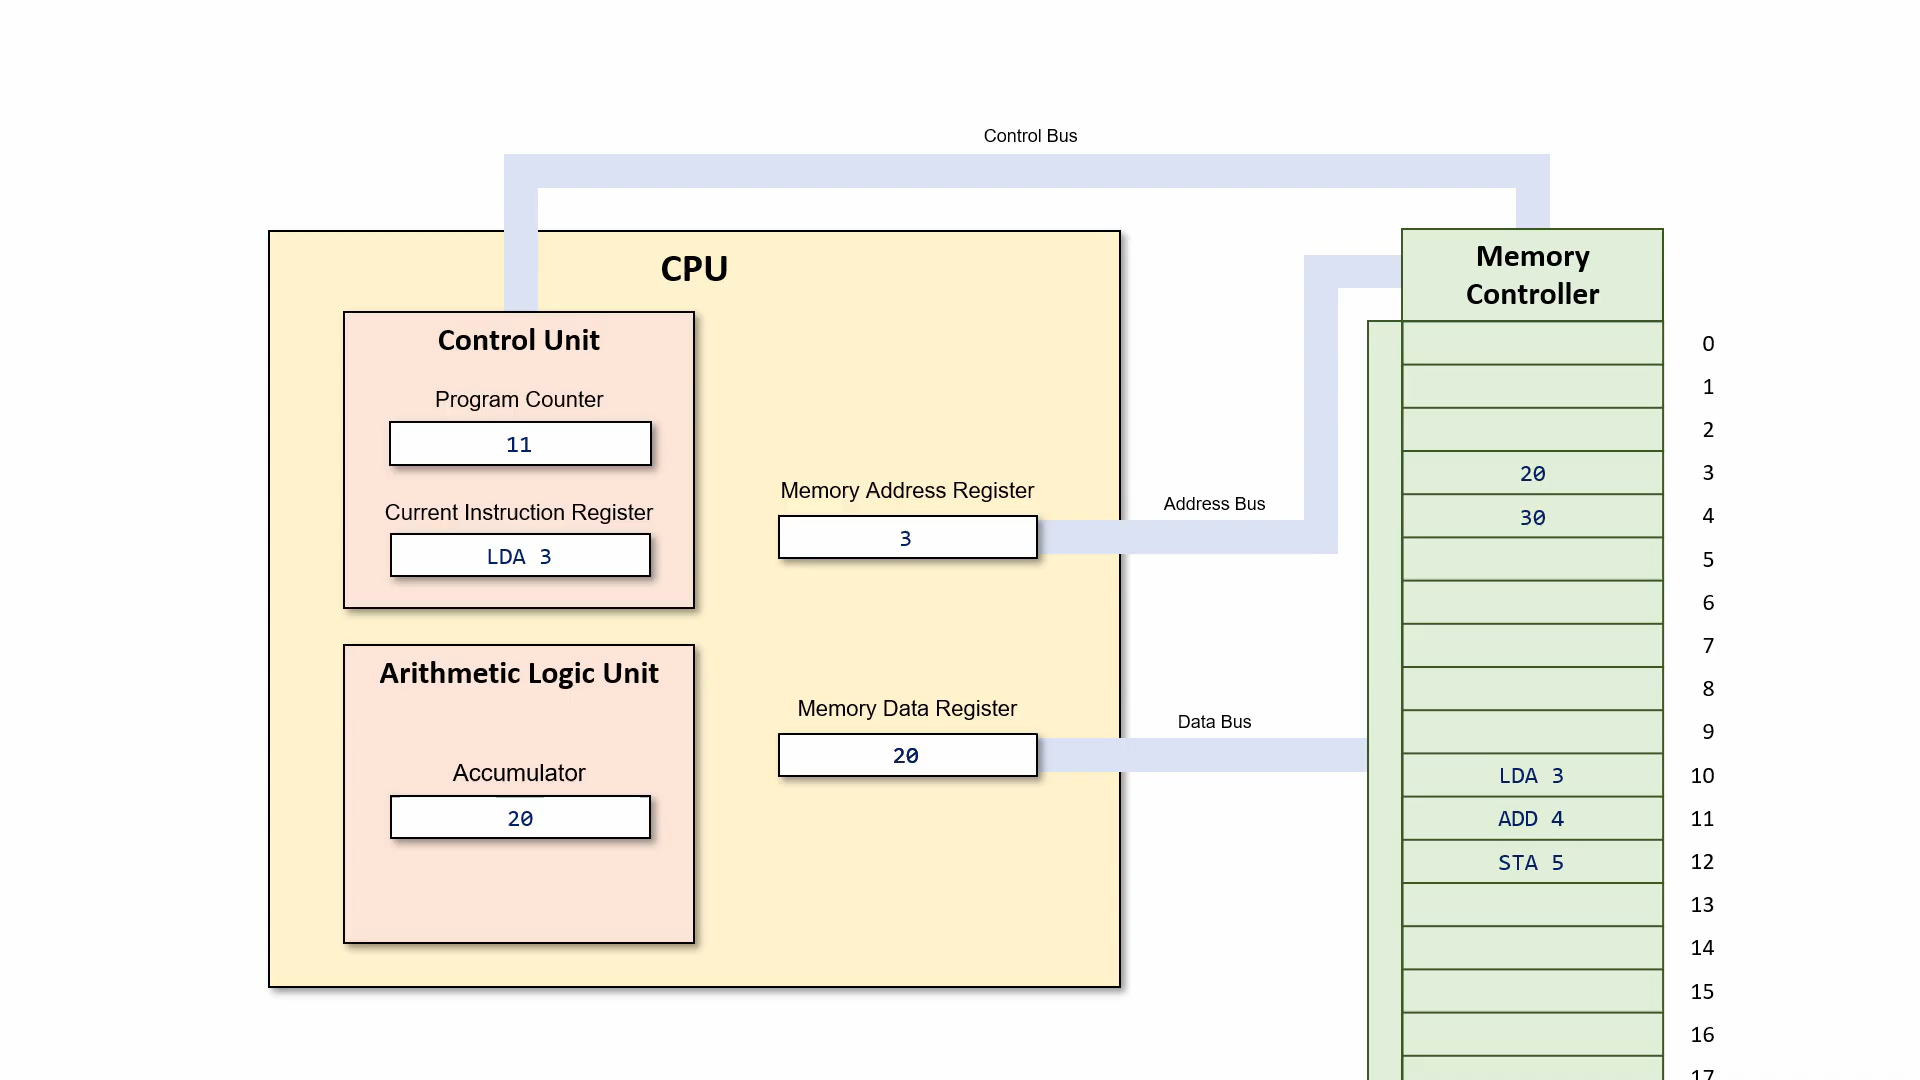 Control Bus
CPU
Memory
Controller
Control Unit
Program Counter
11
Current Instruction Register
LDA 3
Memory Address Register
3
Address Bus
Arithmetic Logic Unit
Accumulator
20
Memory Data Register
20
Data Bus
0
1
2
20 3
30 4
5
6
7
8
9
LDA 3 10
ADD 4 11
STA 5 12
13
14
15
16
17